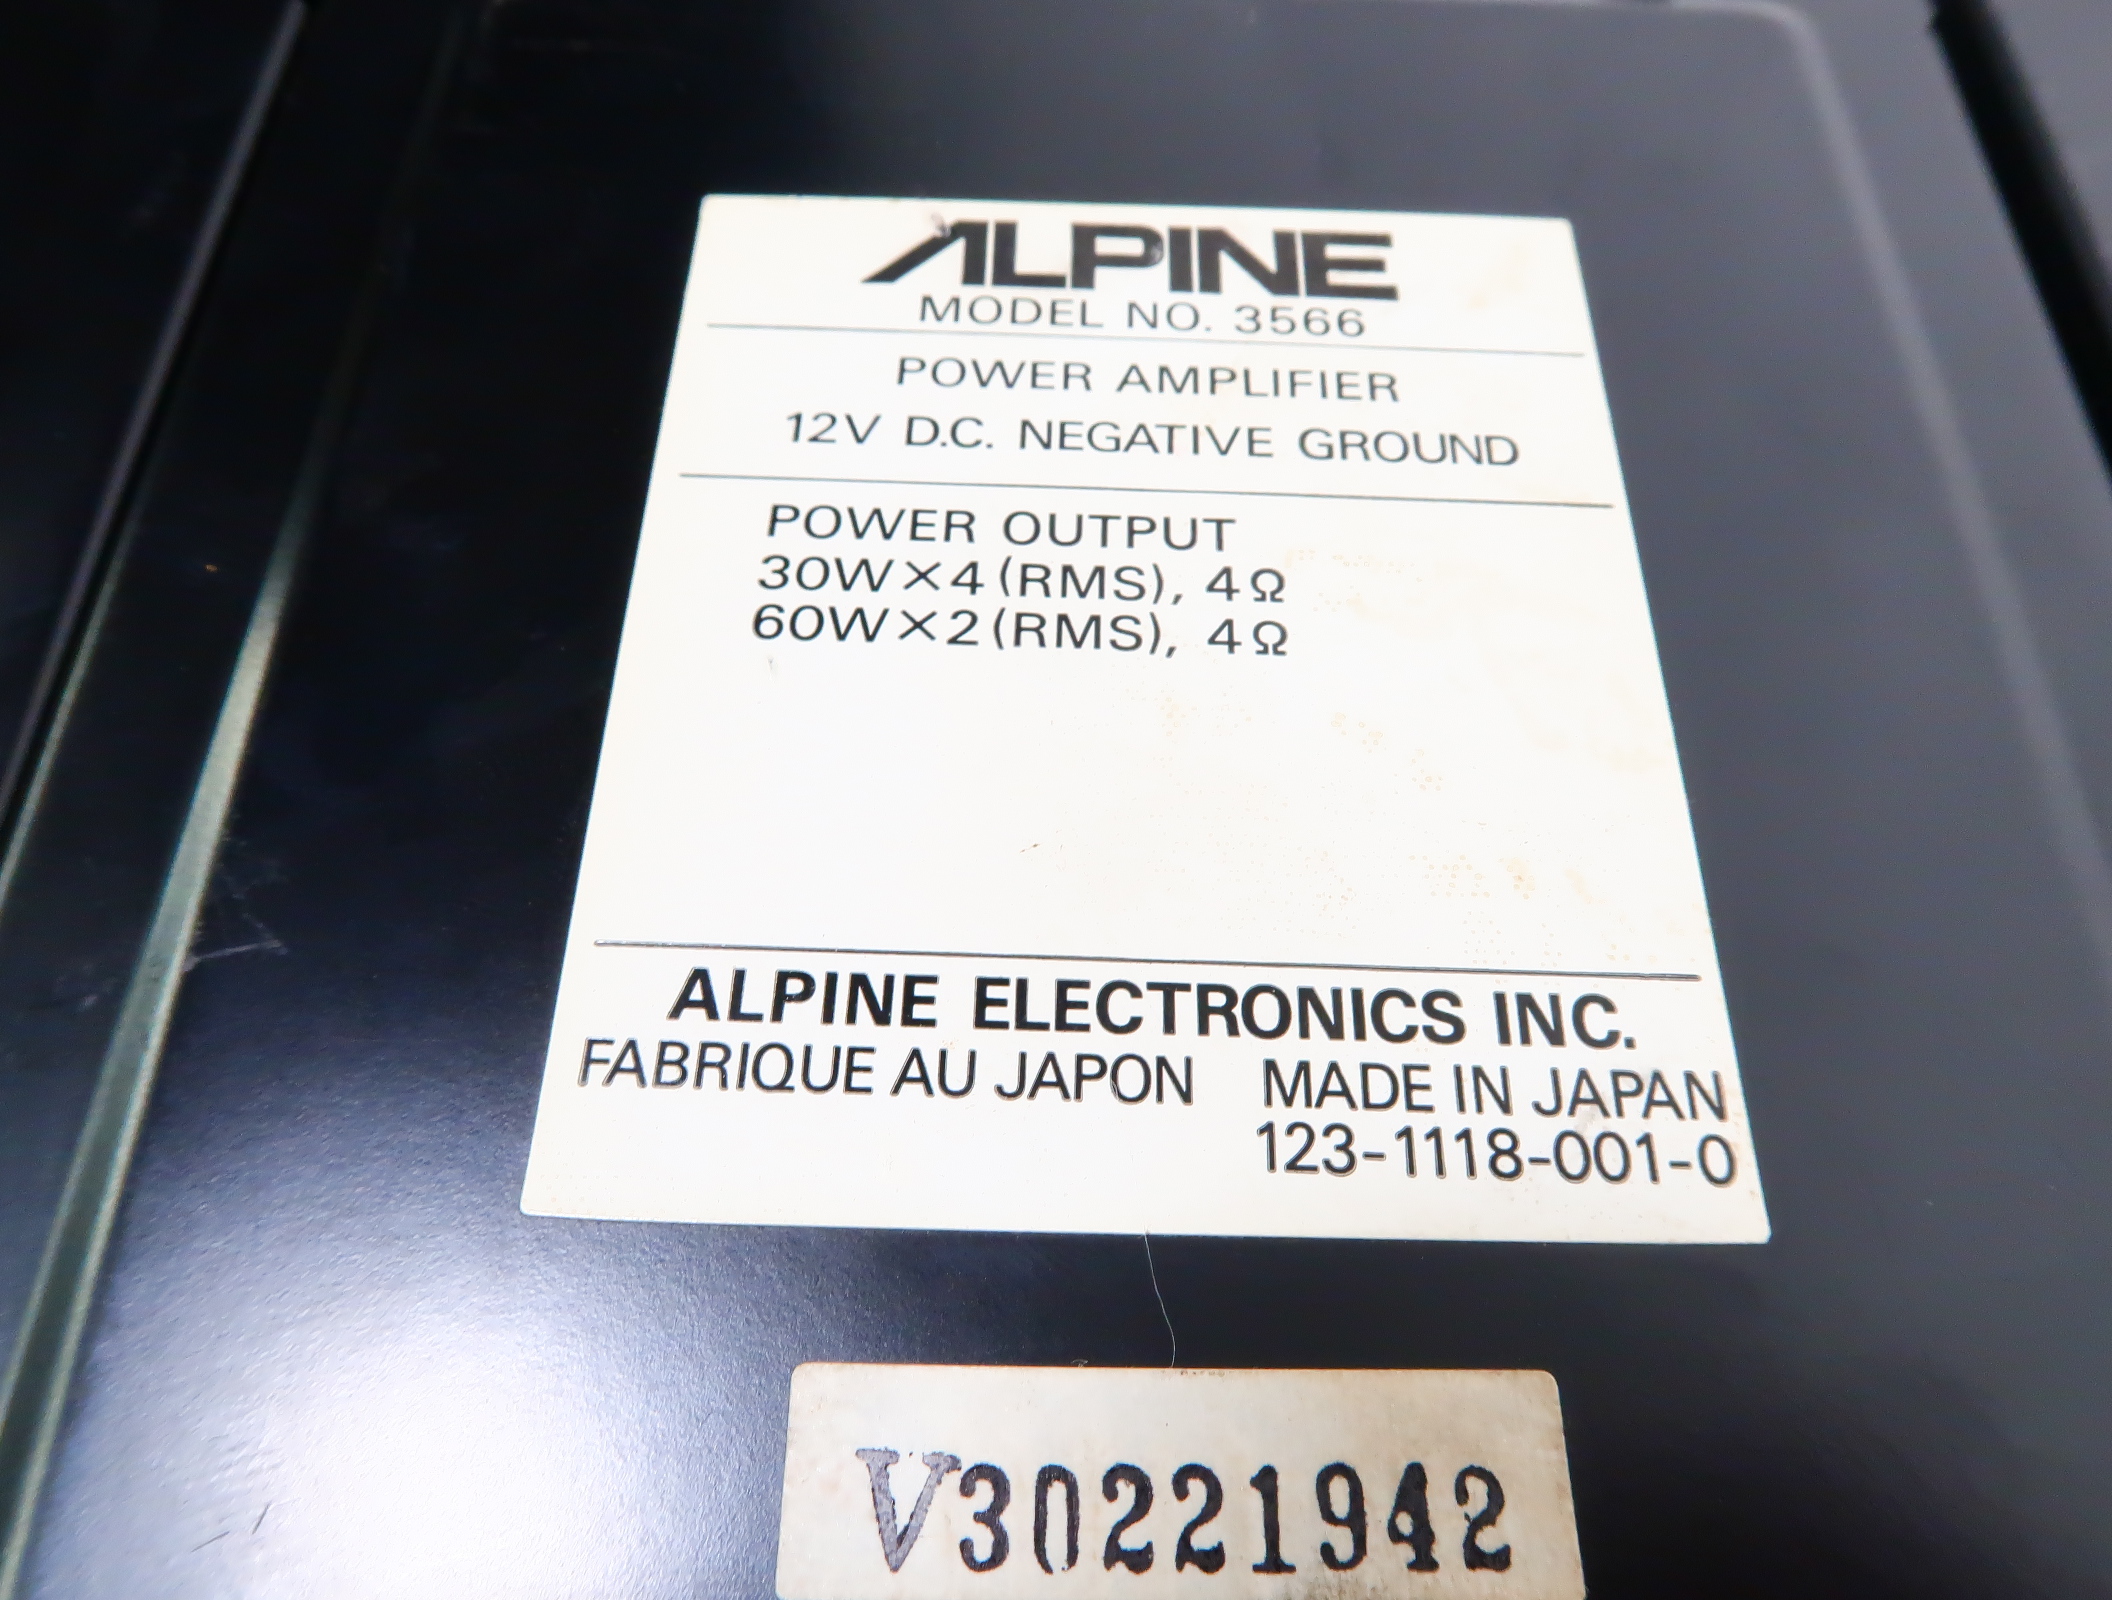 ALPINE
MODEL NO. 3566
POWER AMPLIFIER
12V D.C. NEGATIVE GROUND
POWER OUTPUT
30W×4(RMS), 4Ω
60W×2(RMS), 4Ω
ALPINE ELECTRONICS INC.
FABRIQUE AU JAPON MADE IN JAPAN
123-1118-001-0
V30221942